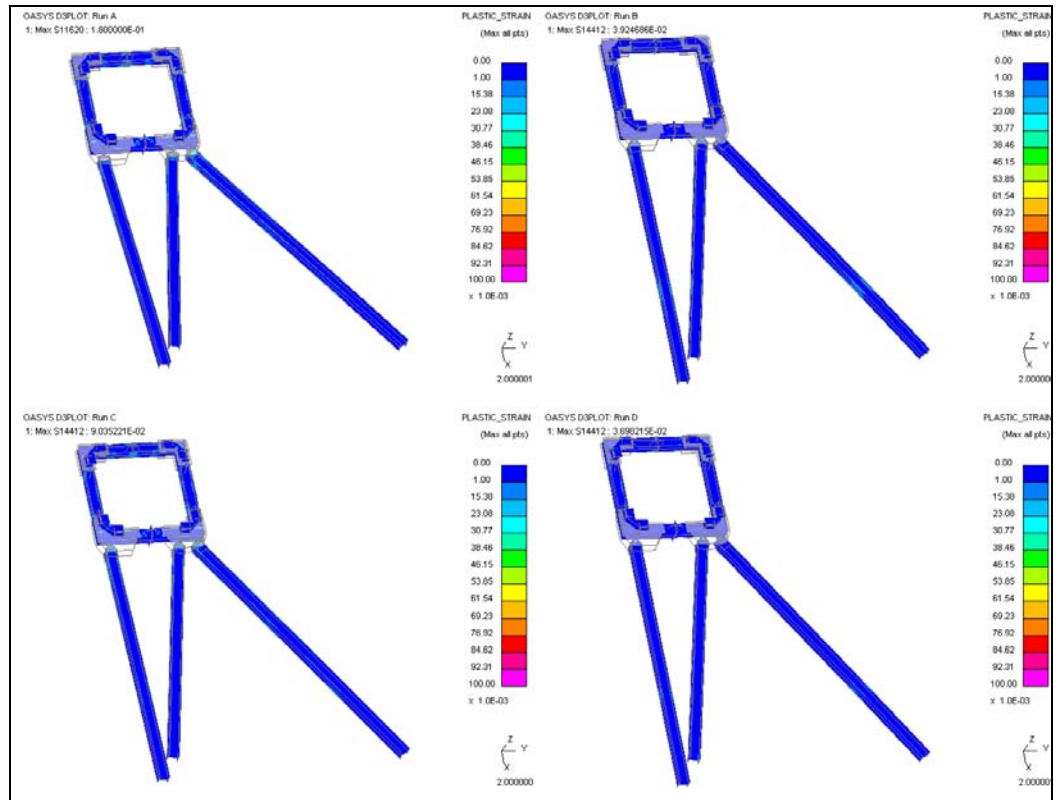 OASYS D3PLOT: Run A
1: Max S11620 : 1.800000E-01
PLASTIC_STRAIN
(Max all pts)
0.00
1.00
15.38
23.08
30.77
38.46
46.15
53.85
61.54
69.23
76.92
84.62
92.31
100.00
x 1.0E-03
Z
Y
X
2.000001
OASYS D3PLOT: Run B
1: Max S14412 : 3.924686E-02
PLASTIC_STRAIN
(Max all pts)
0.00
1.00
15.38
23.08
30.77
38.46
46.15
53.85
61.54
69.23
76.92
84.62
92.31
100.00
x 1.0E-03
Z
Y
X
2.000001
OASYS D3PLOT: Run C
1: Max S14412 : 9.035221E-02
PLASTIC_STRAIN
(Max all pts)
0.00
1.00
15.38
23.08
30.77
38.46
46.15
53.85
61.54
69.23
76.92
84.62
92.31
100.00
x 1.0E-03
Z
Y
X
2.000000
OASYS D3PLOT: Run D
1: Max S14412 : 3.698215E-02
PLASTIC_STRAIN
(Max all pts)
0.00
1.00
15.38
23.08
30.77
38.46
46.15
53.85
61.54
69.23
76.92
84.62
92.31
100.00
x 1.0E-03
Z
Y
X